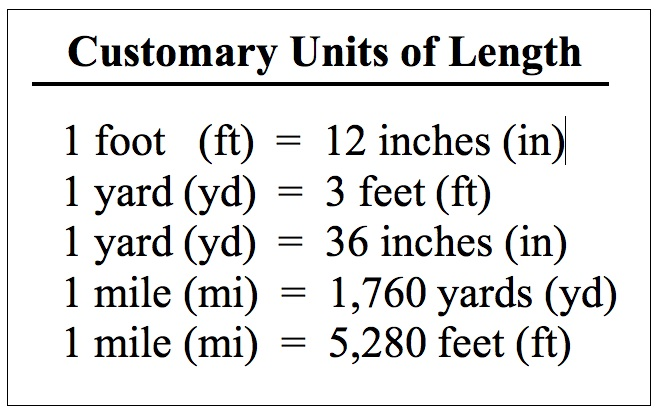 Customary Units of Length
1 foot (ft) = 12 inches (in)
1 yard (yd) = 3 feet (ft)
1 yard (yd) = 36 inches (in)
1 mile (mi) = 1,760 yards (yd)
1 mile (mi) = 5,280 feet (ft)